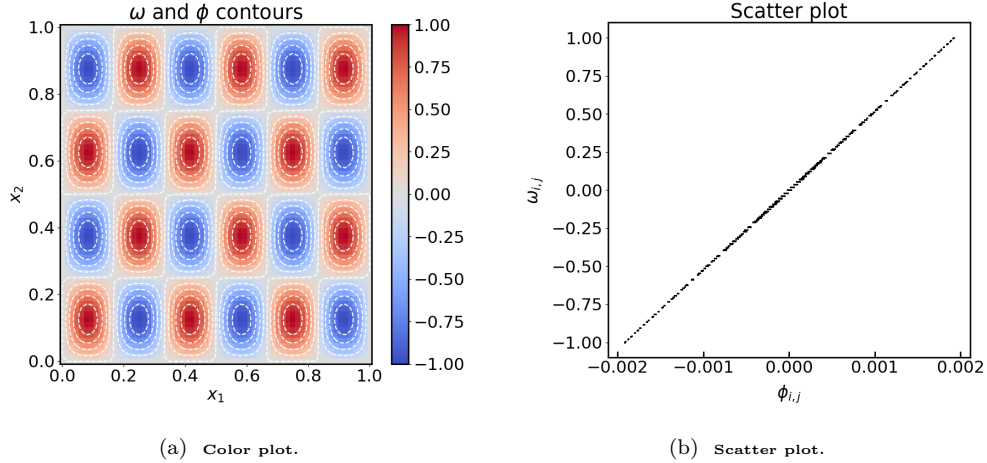 ω and ϕ contours
1.0
0.8
0.6
0.4
0.2
0.0
x₂
0.0 0.2 0.4 0.6 0.8 1.0
x₁
1.00
0.75
0.50
0.25
0.00
−0.25
−0.50
−0.75
−1.00
(a) Color plot.
Scatter plot
1.00
0.75
0.50
0.25
0.00
−0.25
−0.50
−0.75
−1.00
ωᵢ,ⱼ
−0.002 −0.001 0.000 0.001 0.002
ϕᵢ,ⱼ
(b) Scatter plot.